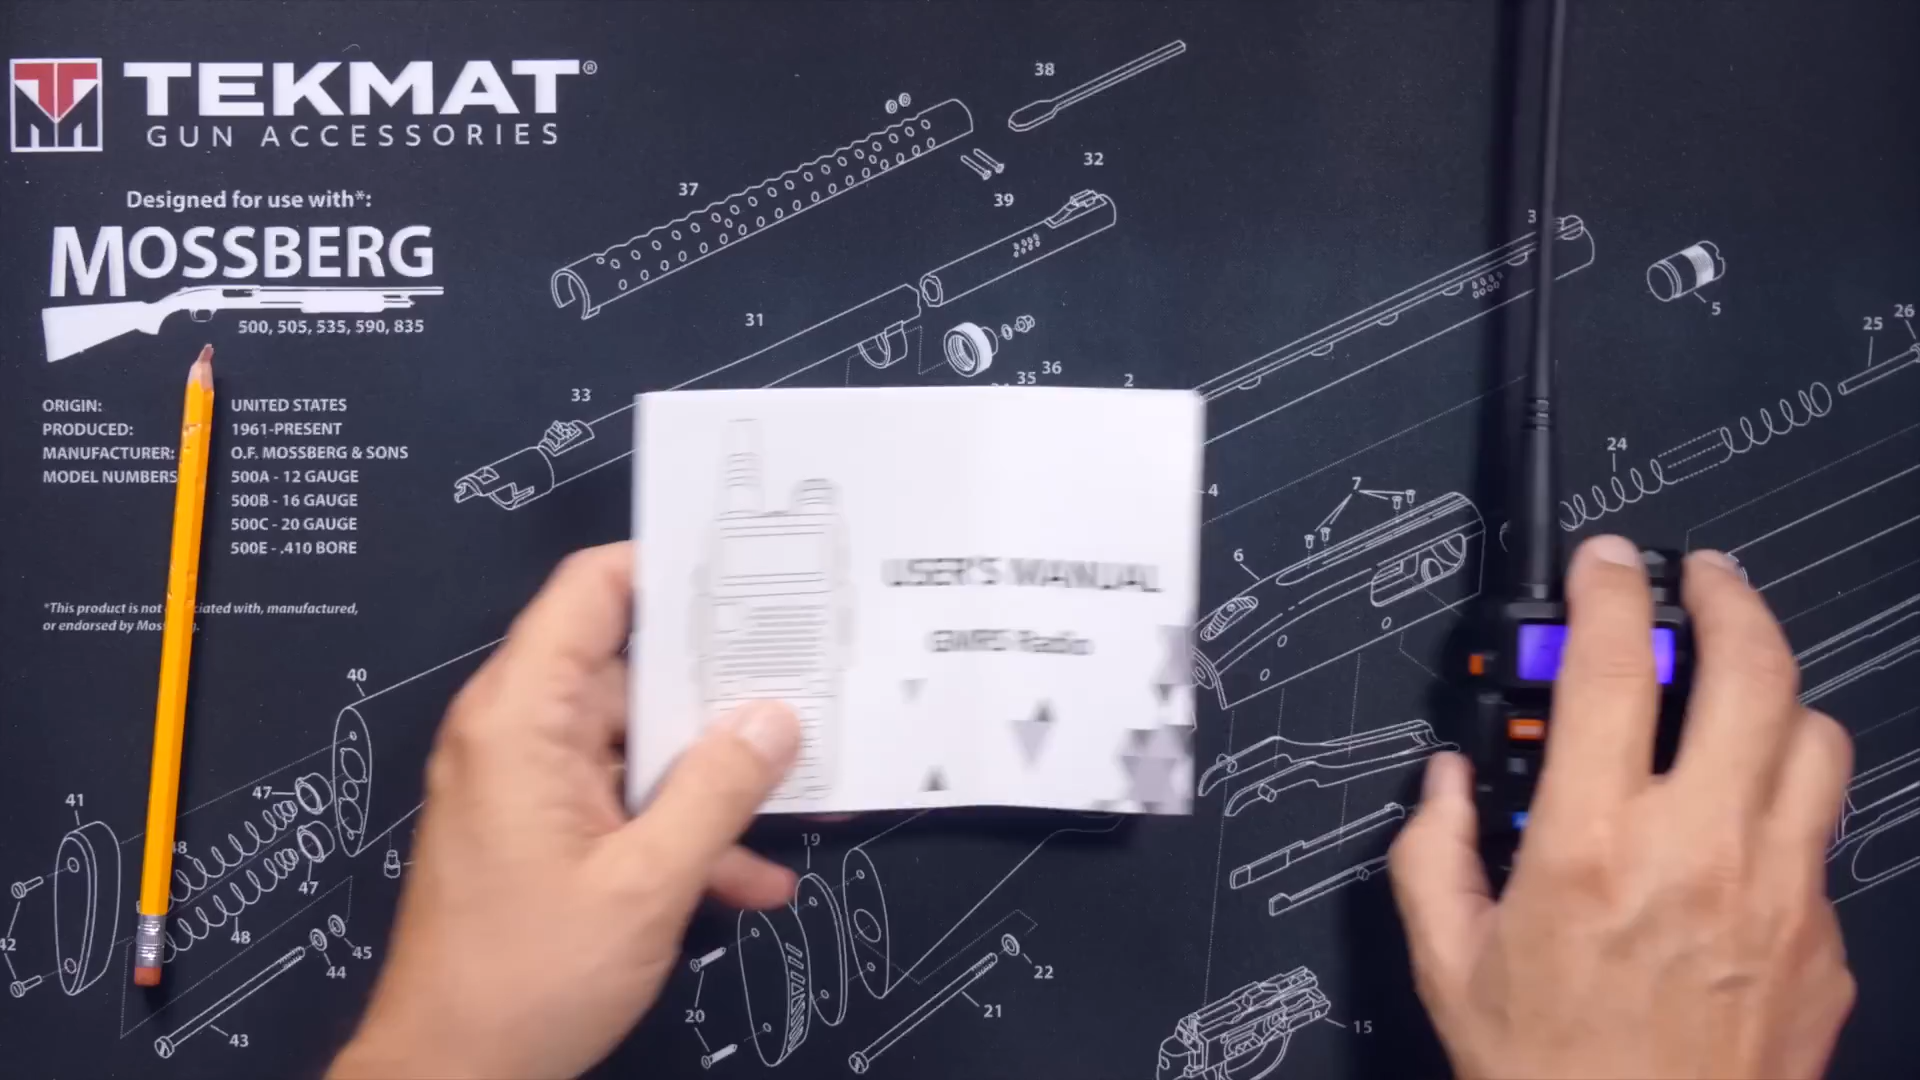 TEKMAT®
GUN ACCESSORIES
Designed for use with*:
MOSSBERG
500, 505, 535, 590, 835
ORIGIN: UNITED STATES
PRODUCED: 1961-PRESENT
MANUFACTURER: O.F. MOSSBERG & SONS
MODEL NUMBERS 500A - 12 GAUGE
500B - 16 GAUGE
500C - 20 GAUGE
500E - .410 BORE
*This product is not ciated with, manufactured,
or endorsed by Mos
USER'S MANUAL
GMRS Radio
38
37
32
39
31
33
35
36
2
4
5
25
26
24
7
6
40
41
47
48
47
48
42
45
44
43
19
20
21
22
15